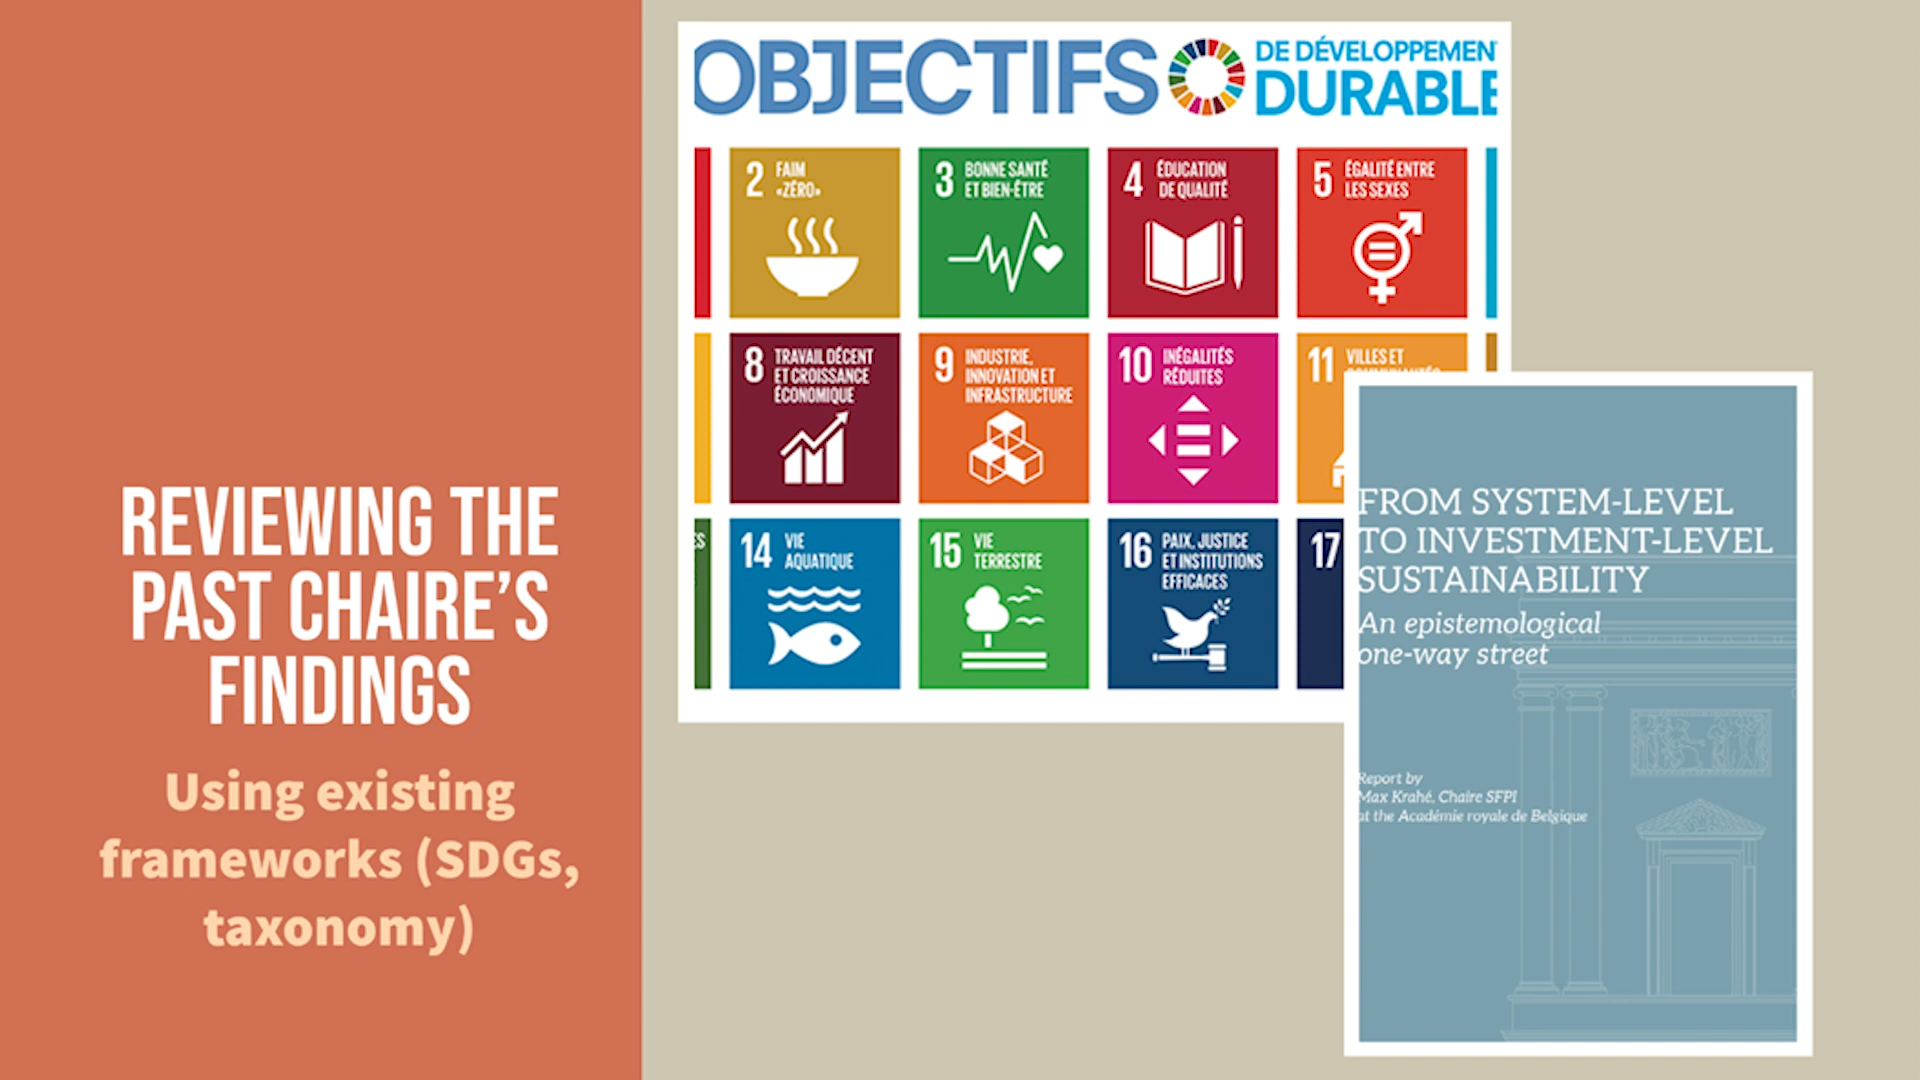 REVIEWING THE
PAST CHAIRE'S
FINDINGS
Using existing
frameworks (SDGs,
taxonomy)
OBJECTIFS
DE DÉVELOPPEMEN
DURABLE
2 FAIM
«ZÉRO»
3 BONNE SANTÉ
ET BIEN-ÊTRE
4 ÉDUCATION
DE QUALITÉ
5 ÉGALITÉ ENTRE
LES SEXES
8 TRAVAIL DÉCENT
ET CROISSANCE
ÉCONOMIQUE
9 INDUSTRIE,
INNOVATION ET
INFRASTRUCTURE
10 INÉGALITÉS
RÉDUITES
11 VILLES ET
14 VIE
AQUATIQUE
15 VIE
TERRESTRE
16 PAIX, JUSTICE
ET INSTITUTIONS
EFFICACES
17
FROM SYSTEM-LEVEL
TO INVESTMENT-LEVEL
SUSTAINABILITY
An epistemological
one-way street
Report by
Max Krahé, Chaire SFPI
at the Académie royale de Belgique